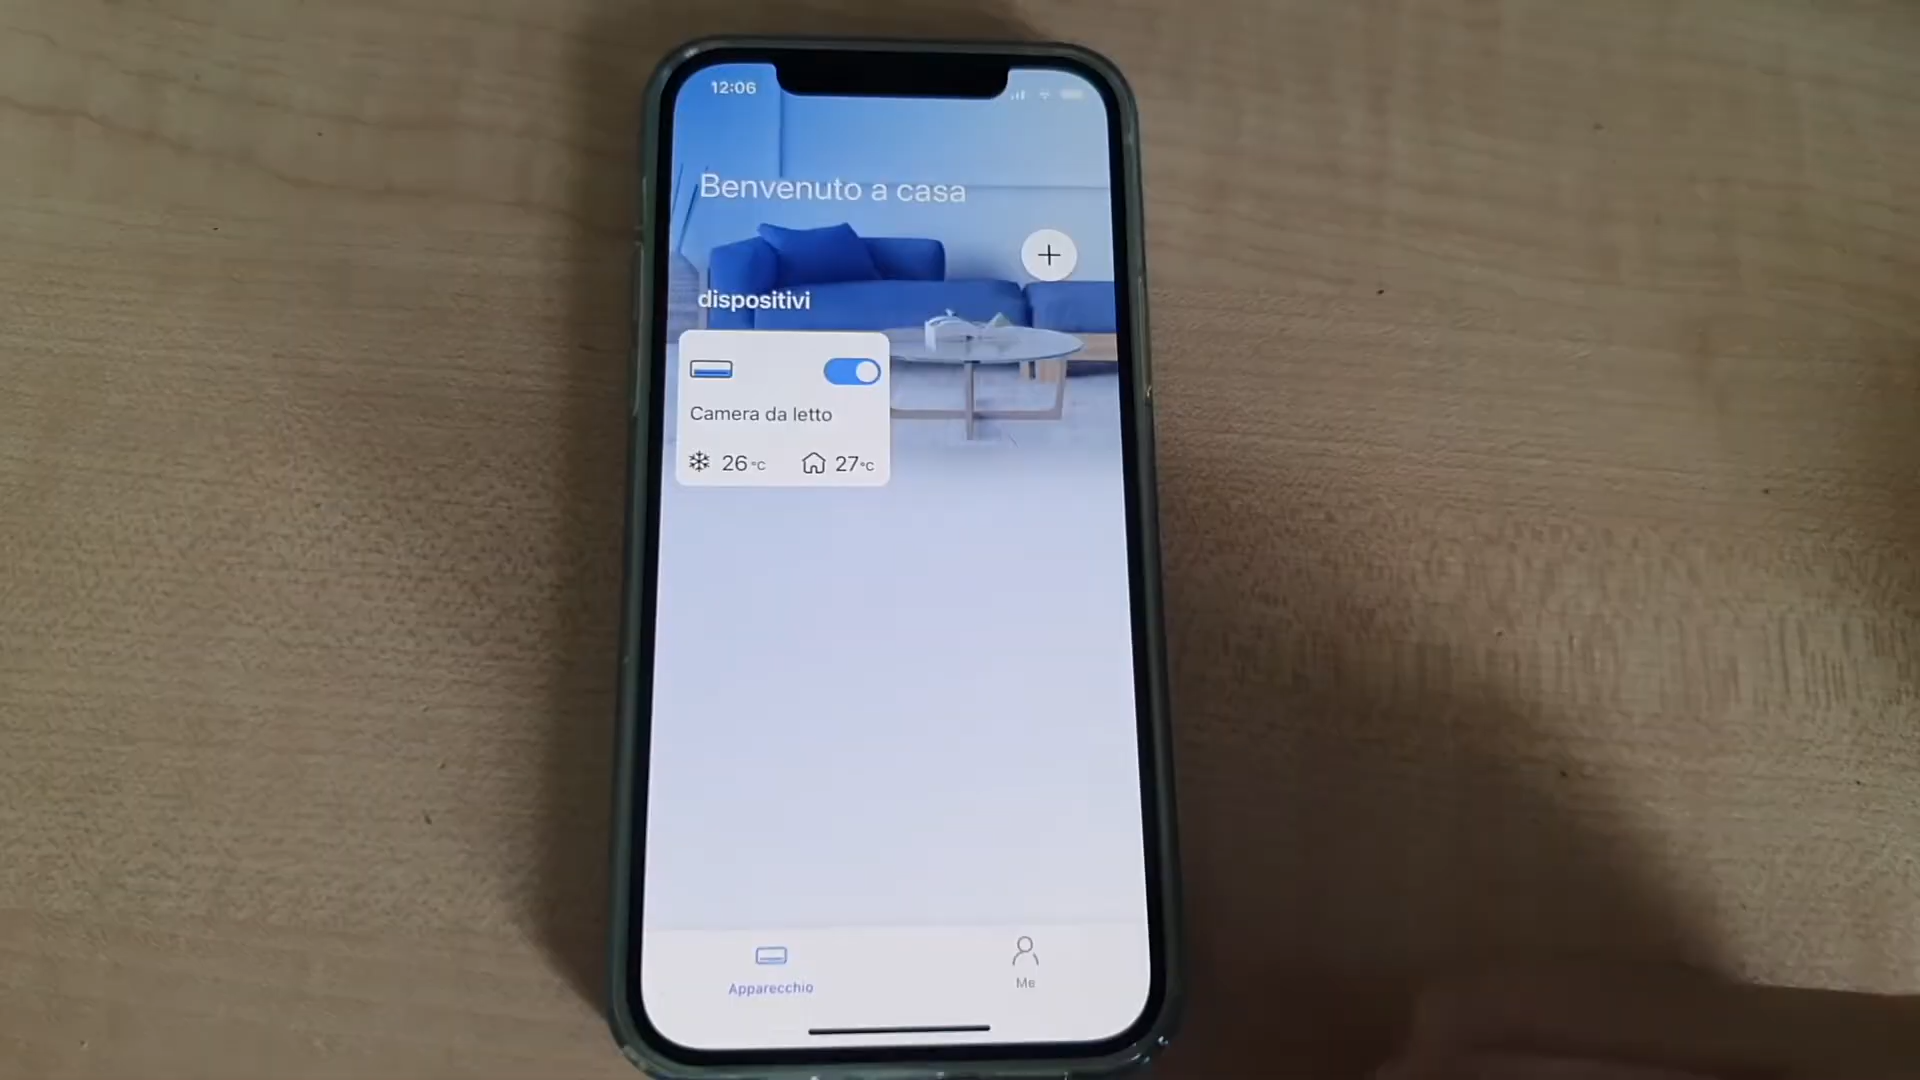 12:06
Benvenuto a casa
dispositivi
Camera da letto
26°C 27°C
Apparecchio
Me